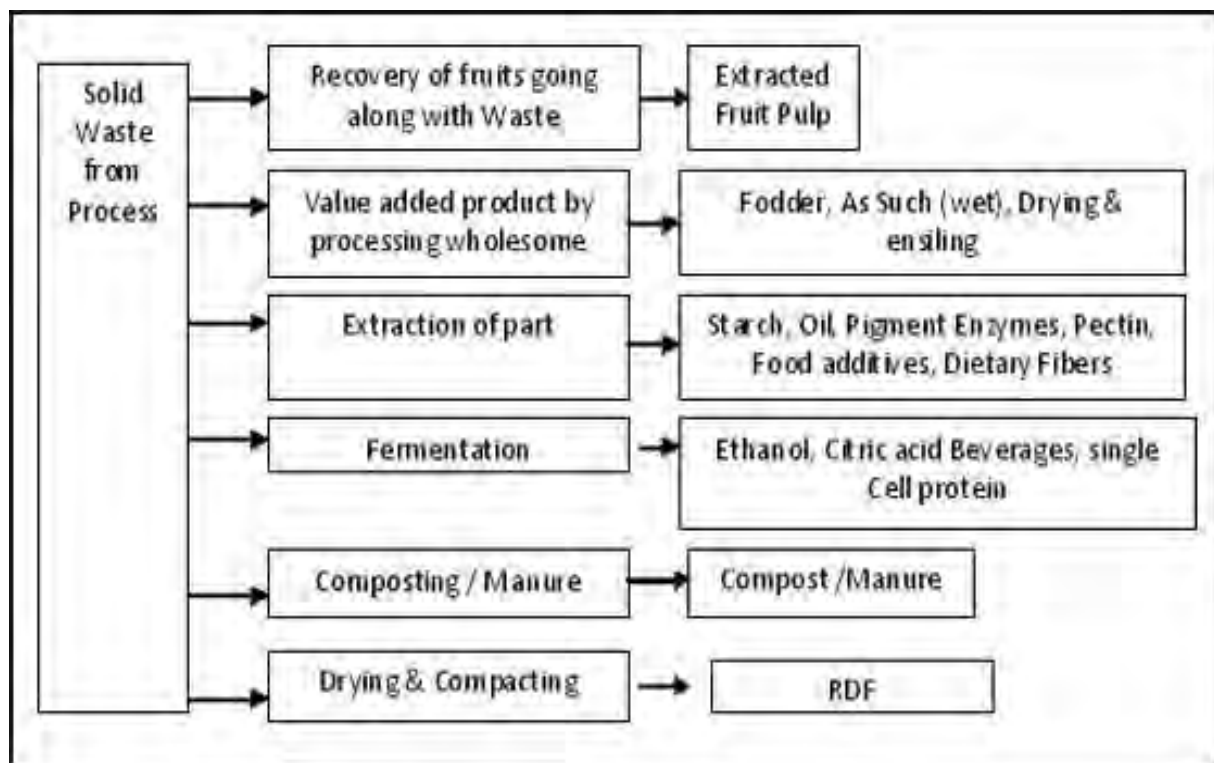 Solid
Waste
from
Process
Recovery of fruits going
along with Waste
Extracted
Fruit Pulp
Value added product by
processing wholesome
Fodder, As Such (wet), Drying &
ensiling
Extraction of part
Starch, Oil, Pigment Enzymes, Pectin,
Food additives, Dietary Fibers
Fermentation
Ethanol, Citric acid Beverages, single
Cell protein
Composting / Manure
Compost /Manure
Drying & Compacting
RDF